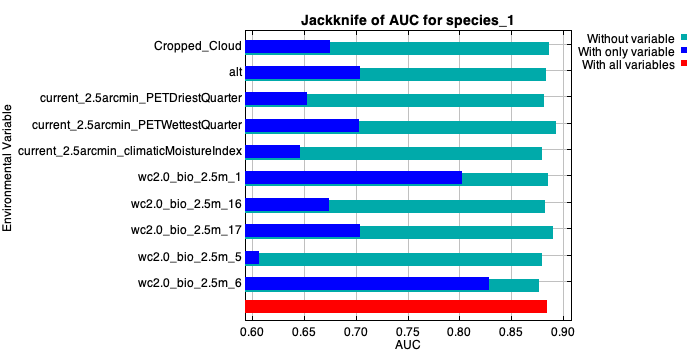 Jackknife of AUC for species_1
Without variable
With only variable
With all variables
Environmental Variable
Cropped_Cloud
alt
current_2.5arcmin_PETDriestQuarter
current_2.5arcmin_PETWettestQuarter
current_2.5arcmin_climaticMoistureIndex
wc2.0_bio_2.5m_1
wc2.0_bio_2.5m_16
wc2.0_bio_2.5m_17
wc2.0_bio_2.5m_5
wc2.0_bio_2.5m_6
0.60 0.65 0.70 0.75 0.80 0.85 0.90
AUC